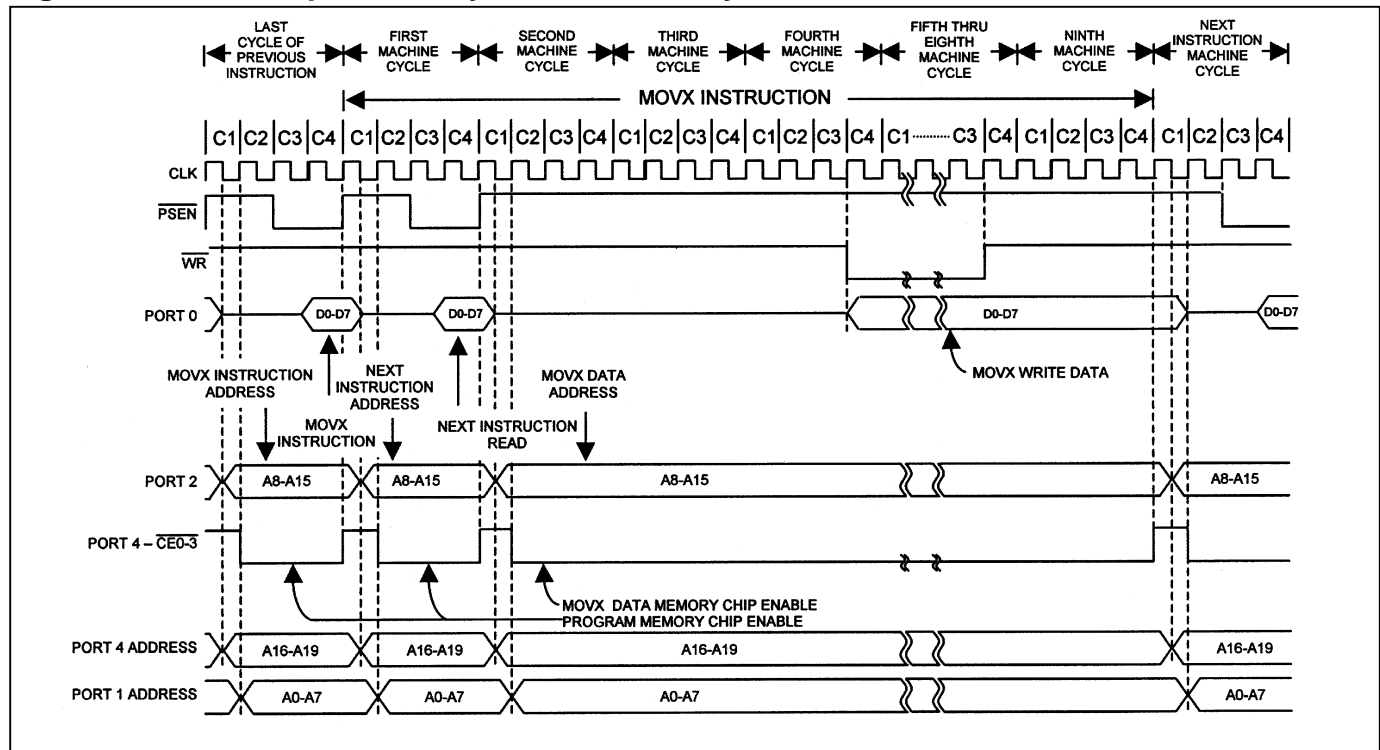 LAST CYCLE OF PREVIOUS INSTRUCTION
FIRST MACHINE CYCLE
SECOND MACHINE CYCLE
THIRD MACHINE CYCLE
FOURTH MACHINE CYCLE
FIFTH THRU EIGHTH MACHINE CYCLE
NINTH MACHINE CYCLE
NEXT INSTRUCTION MACHINE CYCLE
MOVX INSTRUCTION
C1 C2 C3 C4 C1 C2 C3 C4 C1 C2 C3 C4 C1 C2 C3 C4 C1 C2 C3 C4 C1 ........... C3 C4 C1 C2 C3 C4 C1 C2 C3 C4
CLK
PSEN
WR
PORT 0 D0-D7 D0-D7 D0-D7 D0-D7
MOVX INSTRUCTION ADDRESS
NEXT INSTRUCTION ADDRESS
MOVX DATA ADDRESS
MOVX WRITE DATA
MOVX INSTRUCTION
NEXT INSTRUCTION READ
PORT 2 A8-A15 A8-A15 A8-A15 A8-A15
PORT 4 – CE0-3
MOVX DATA MEMORY CHIP ENABLE
PROGRAM MEMORY CHIP ENABLE
PORT 4 ADDRESS A16-A19 A16-A19 A16-A19 A16-A19
PORT 1 ADDRESS A0-A7 A0-A7 A0-A7 A0-A7